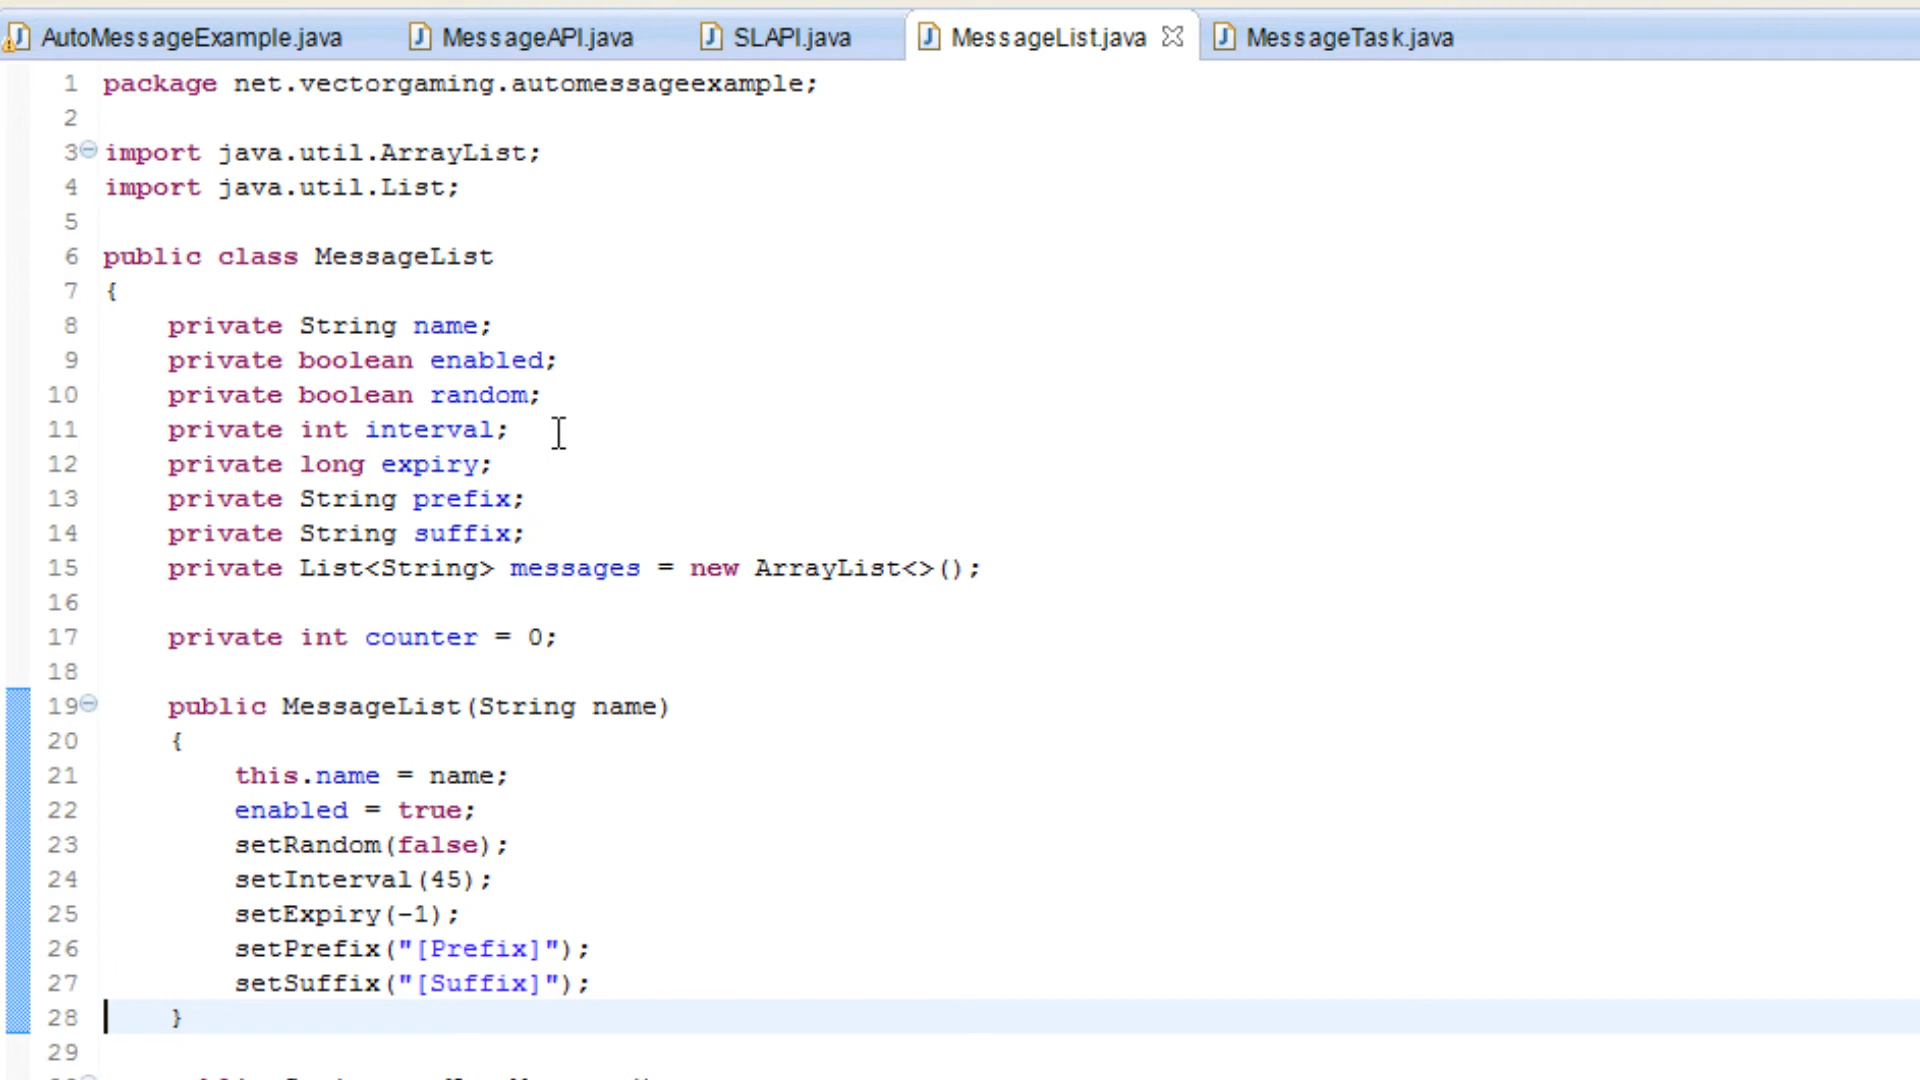 AutoMessageExample.java MessageAPI.java SLAPI.java MessageList.java MessageTask.java
1 package net.vectorgaming.automessageexample;
2
3 import java.util.ArrayList;
4 import java.util.List;
5
6 public class MessageList
7 {
8 private String name;
9 private boolean enabled;
10 private boolean random;
11 private int interval;
12 private long expiry;
13 private String prefix;
14 private String suffix;
15 private List<String> messages = new ArrayList<>();
16
17 private int counter = 0;
18
19 public MessageList(String name)
20 {
21 this.name = name;
22 enabled = true;
23 setRandom(false);
24 setInterval(45);
25 setExpiry(-1);
26 setPrefix("[Prefix]");
27 setSuffix("[Suffix]");
28 }
29